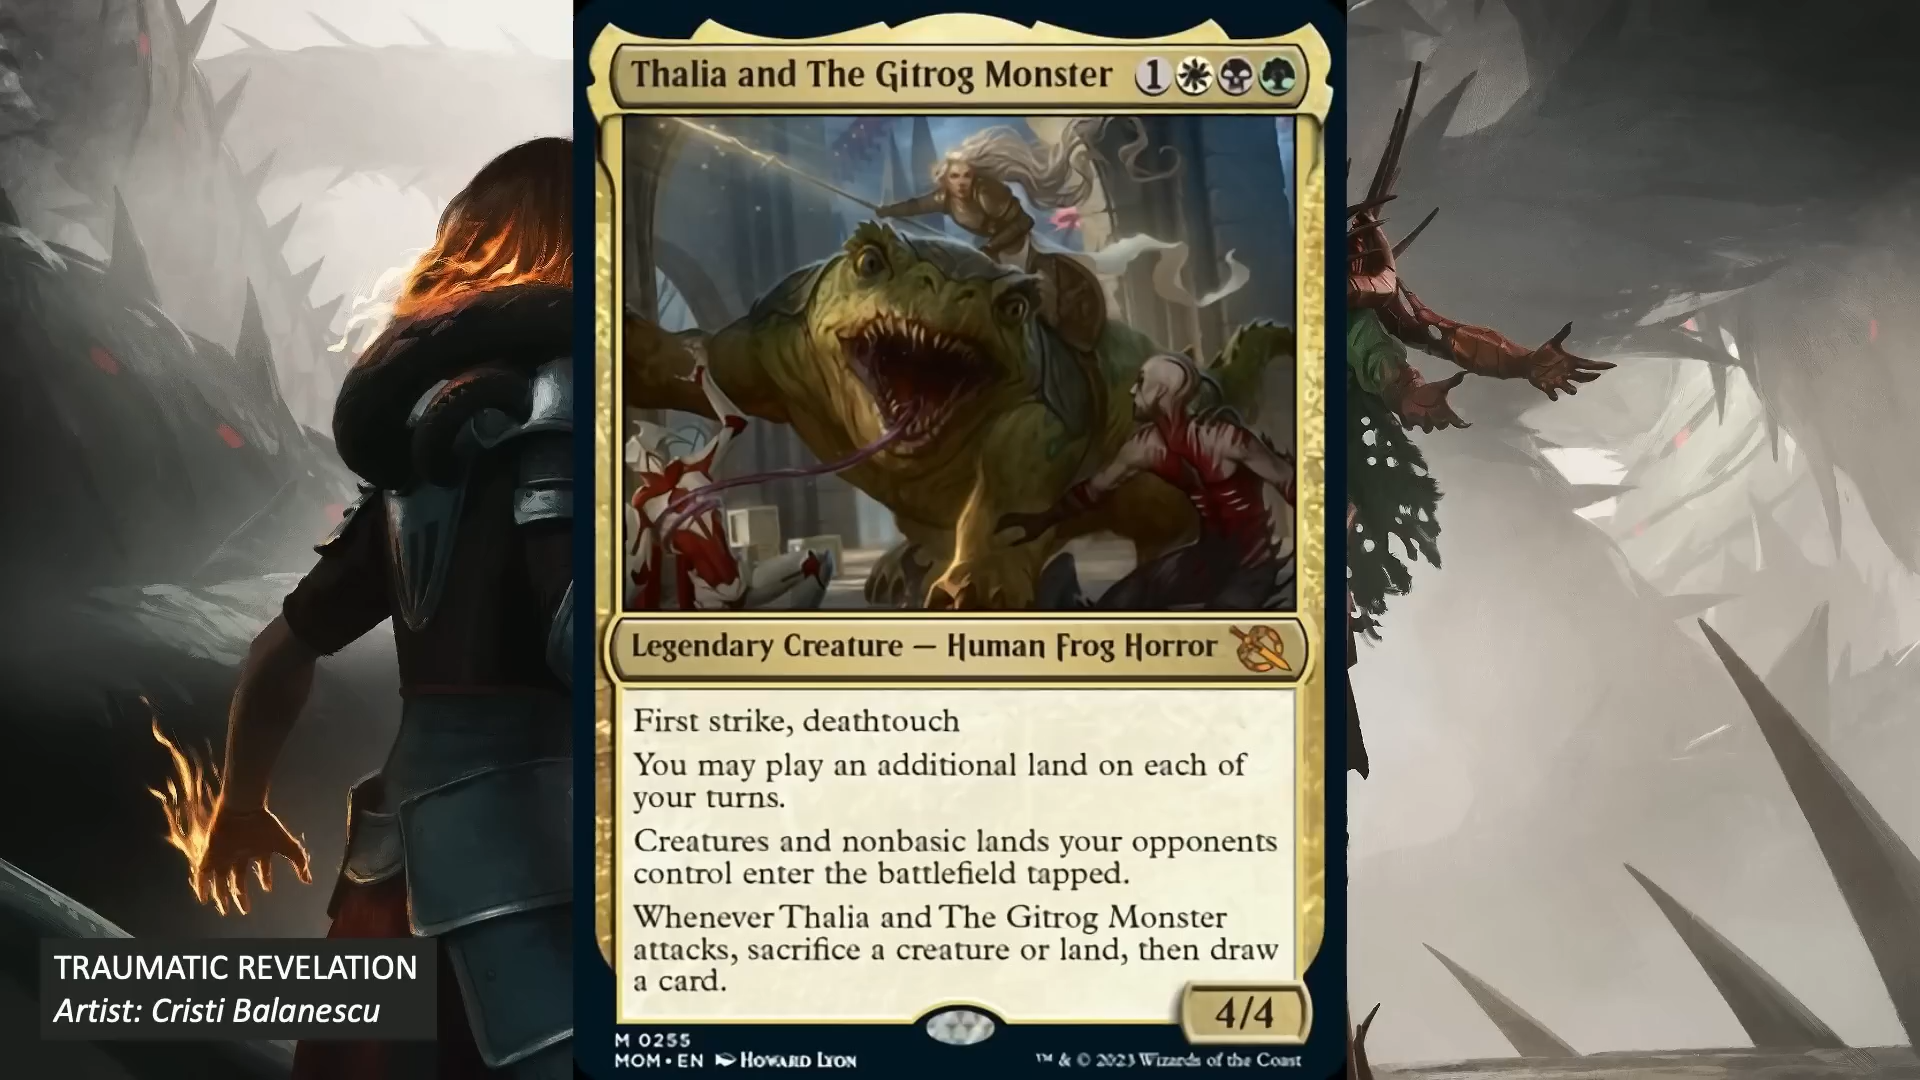 Thalia and The Gitrog Monster 1
Legendary Creature — Human Frog Horror
First strike, deathtouch
You may play an additional land on each of
your turns.
Creatures and nonbasic lands your opponents
control enter the battlefield tapped.
Whenever Thalia and The Gitrog Monster
attacks, sacrifice a creature or land, then draw
a card.
4/4
M 0255
MOM • EN Howard Lyon
™ & © 2023 Wizards of the Coast
TRAUMATIC REVELATION
Artist: Cristi Balanescu